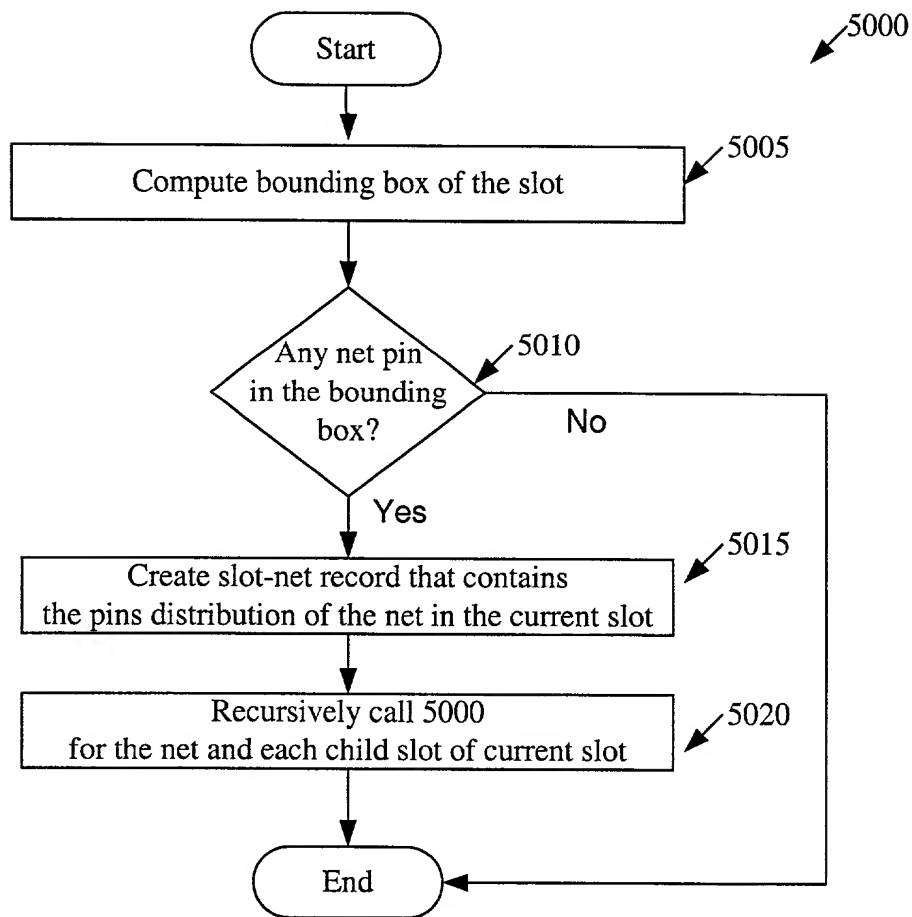 5000
Start
5005
Compute bounding box of the slot
5010
Any net pin
in the bounding
box?
No
Yes
5015
Create slot-net record that contains
the pins distribution of the net in the current slot
5020
Recursively call 5000
for the net and each child slot of current slot
End